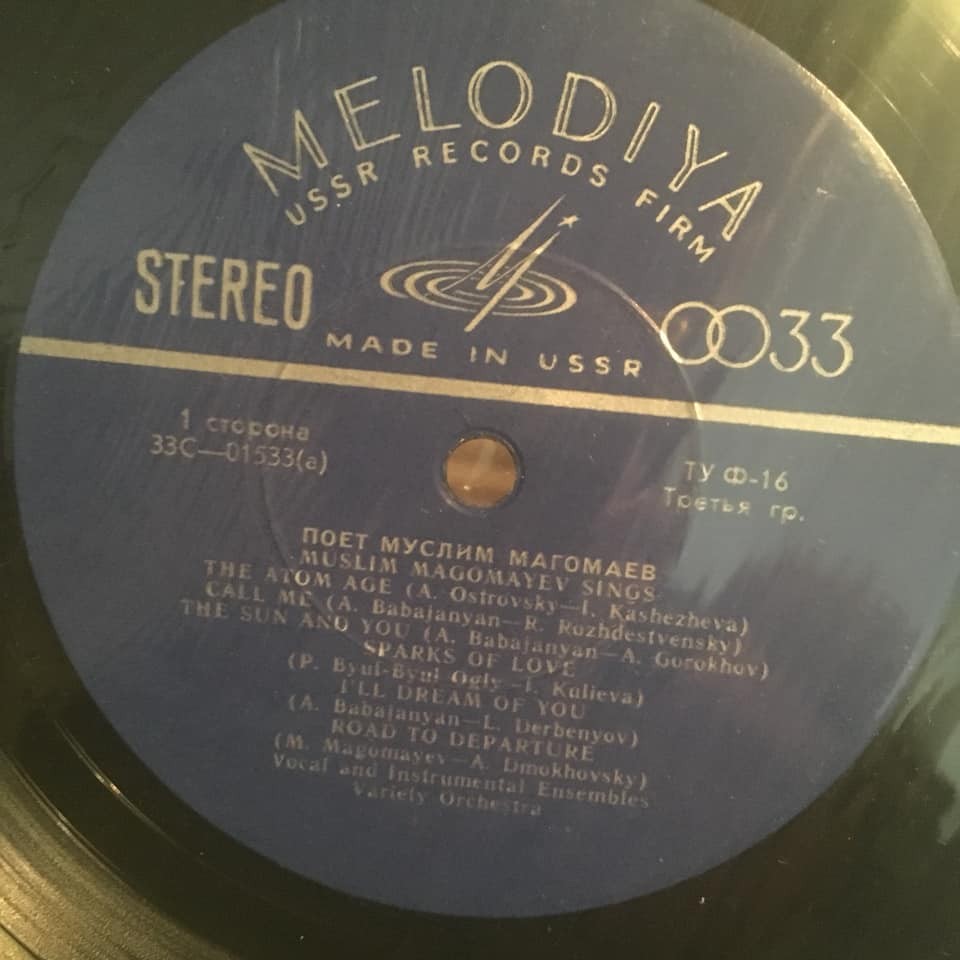 MELODIYA
USSR RECORDS FIRM
STEREO
ꝎO33
MADE IN USSR
1 сторона
33С—01533(а)
ТУ Ф-16
Третья гр.
ПОЕТ МУСЛИМ МАГОМАЕВ
MUSLIM MAGOMAYEV SINGS
THE ATOM AGE (A. Ostrovsky—I. Kashezheva)
CALL ME (A. Babajanyan—R. Rozhdestvensky)
THE SUN AND YOU (A. Babajanyan—A. Gorokhov)
SPARKS OF LOVE
(P. Byul-Byul Ogly—I. Kulieva)
I'LL DREAM OF YOU
(A. Babajanyan—L. Derbenyov)
ROAD TO DEPARTURE
(M. Magomayev—A. Dmokhovsky)
Vocal and Instrumental Ensembles
Variety Orchestra